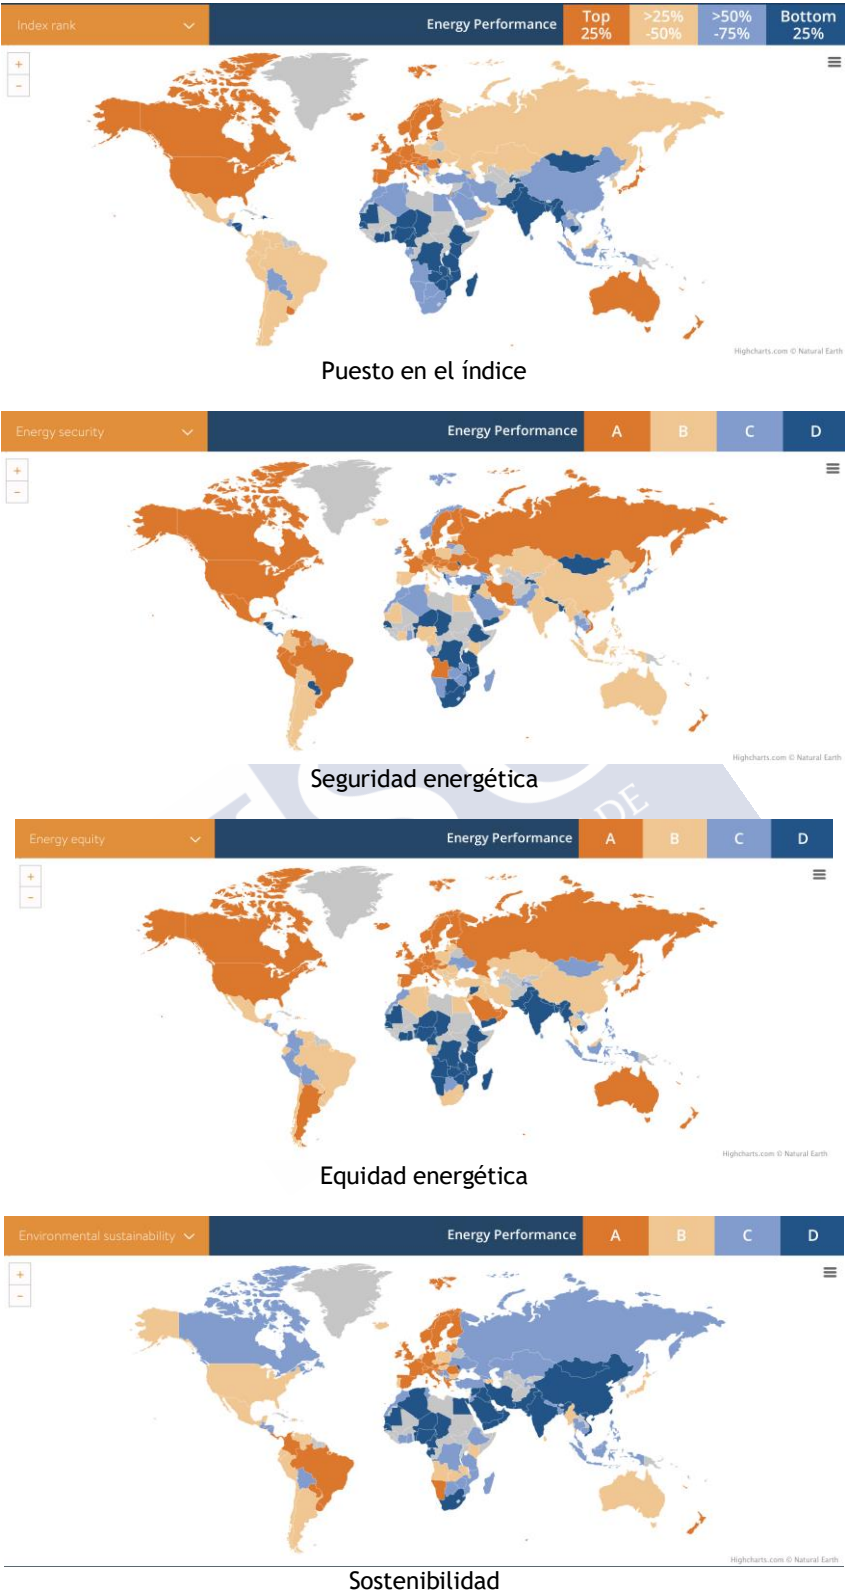 Index rank
Energy Performance
Top 25%
>25% -50%
>50% -75%
Bottom 25%
+
−
Highcharts.com © Natural Earth
Puesto en el índice
Energy security
Energy Performance
A
B
C
D
+
−
Highcharts.com © Natural Earth
Seguridad energética
DE
Energy equity
Energy Performance
A
B
C
D
+
−
Highcharts.com © Natural Earth
Equidad energética
Environmental sustainability
Energy Performance
A
B
C
D
+
−
Highcharts.com © Natural Earth
Sostenibilidad